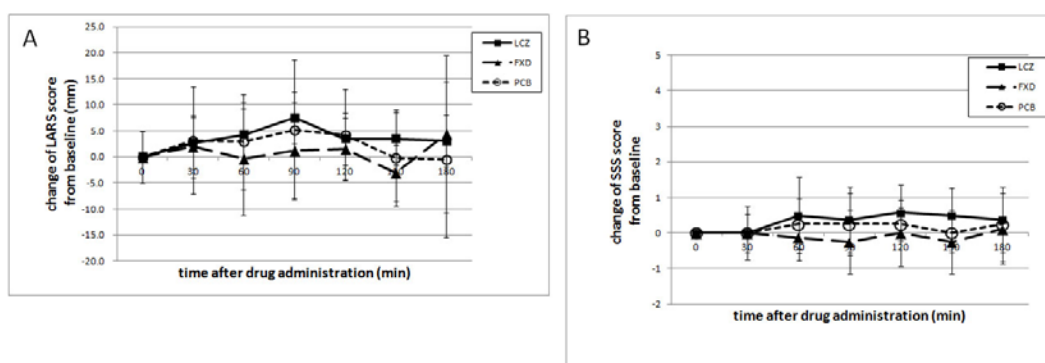 A
change of LARS score
from baseline (mm)
25.0
20.0
15.0
10.0
5.0
0.0
-5.0
-10.0
-15.0
-20.0
0 30 60 90 120 150 180
time after drug administration (min)
LCZ
FXD
PCB
B
change of SSS score
from baseline
5
4
3
2
1
0
-1
-2
0 30 60 90 120 150 180
time after drug administration (min)
LCZ
FXD
PCB